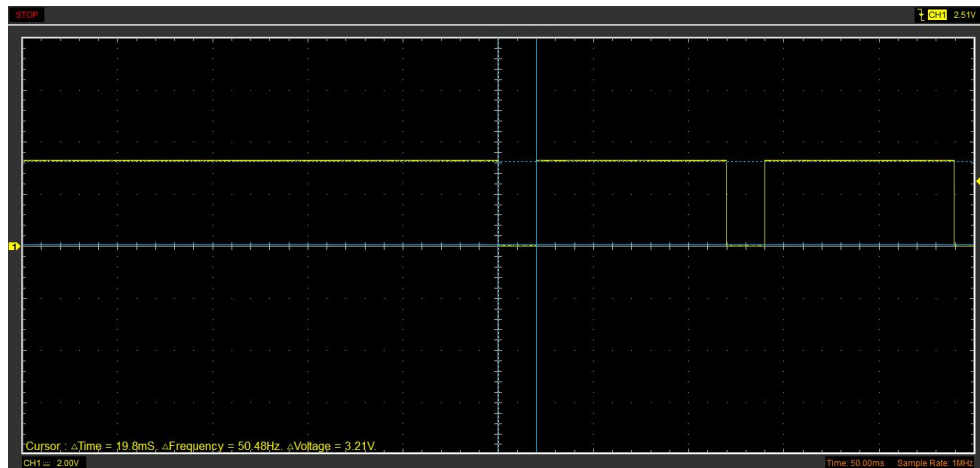 STOP
CH1 2.51V
1
Cursor : △Time = 19.8mS, △Frequency = 50.48Hz. △Voltage = 3.21V.
CH1 ⎓ 2.00V
Time: 50.00ms Sample Rate: 1MHz